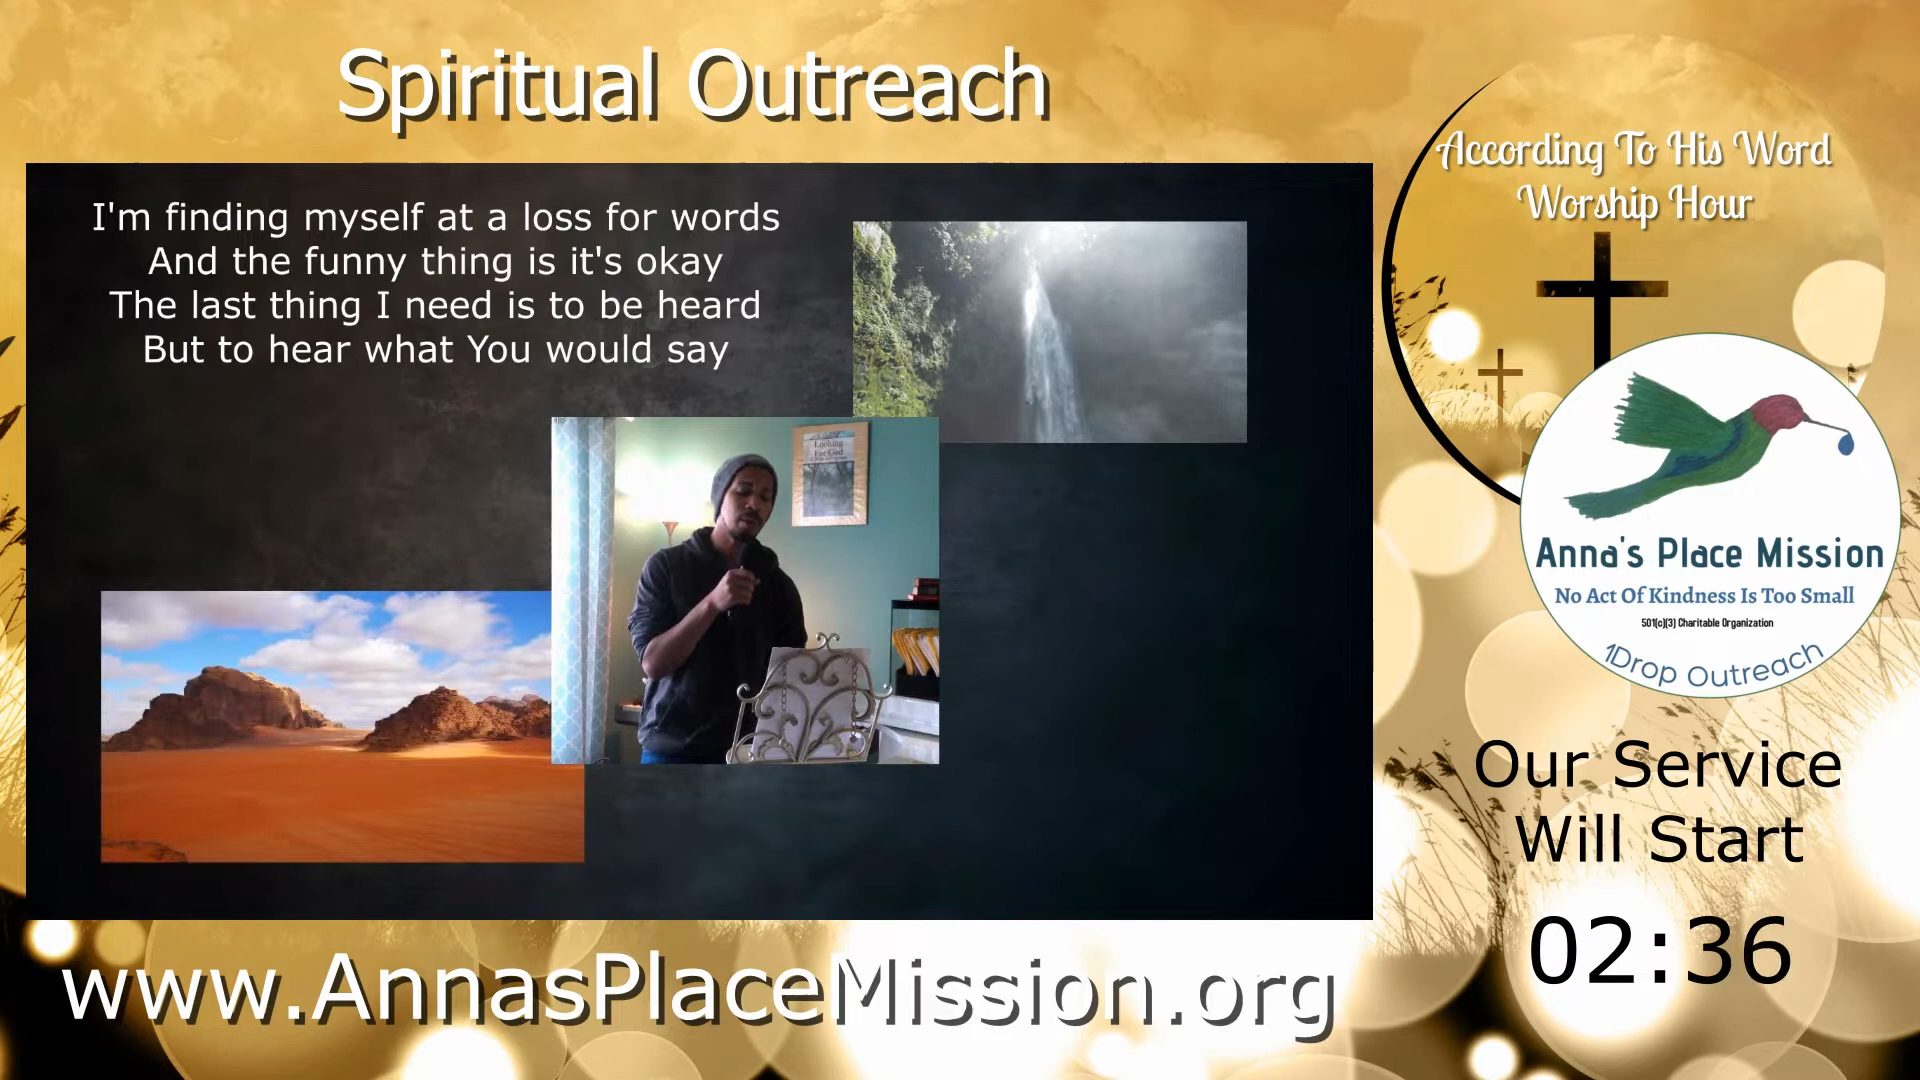 Spiritual Outreach
I'm finding myself at a loss for words
And the funny thing is it's okay
The last thing I need is to be heard
But to hear what You would say
Looking
For God
According To His Word
Worship Hour
Anna's Place Mission
No Act Of Kindness Is Too Small
501(c)(3) Charitable Organization
1Drop Outreach
Our Service
Will Start
02:36
www.AnnasPlaceMission.org